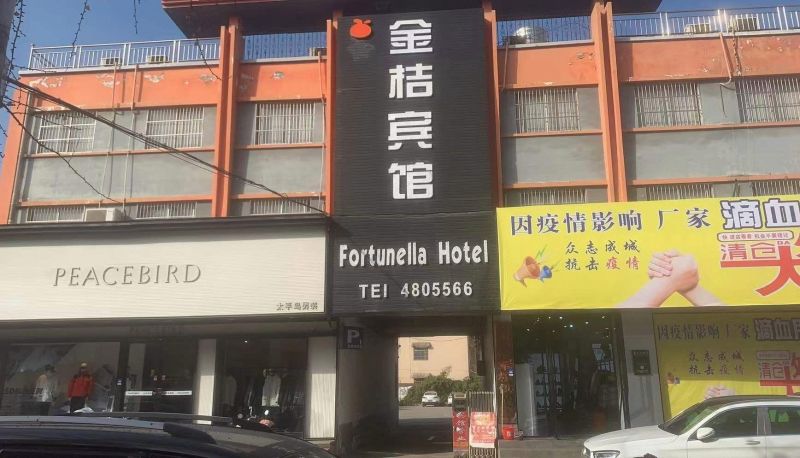 金桔宾馆
Fortunella Hotel
TEl 4805566
PEACEBIRD
太平鸟男装
PEACEBIRD
P
因疫情影响 厂家 滴血
众志成城
抗击疫情
清仓
因疫情影响 厂家 滴血
众志成城
抗击疫情
清仓